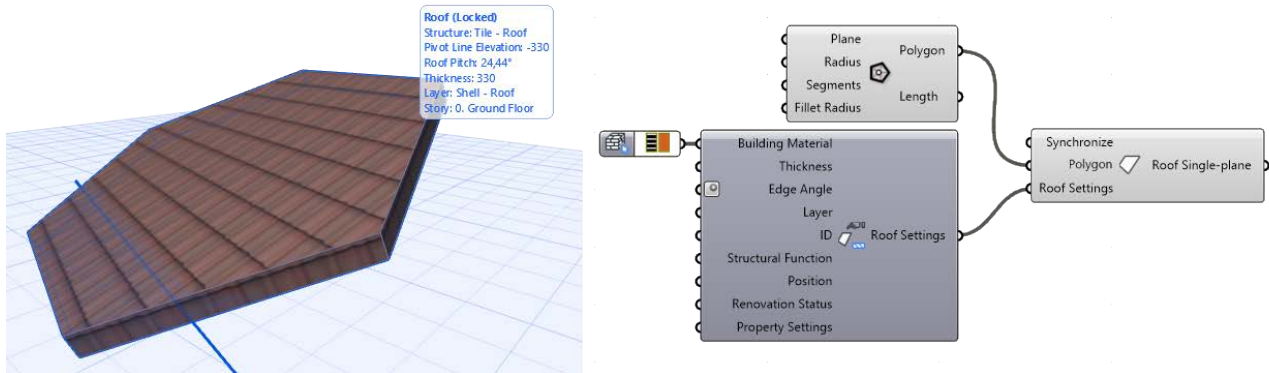 Roof (Locked)
Structure: Tile - Roof
Pivot Line Elevation: -330
Roof Pitch: 24,44°
Thickness: 330
Layer: Shell - Roof
Story: 0. Ground Floor
Plane
Radius
Segments
Fillet Radius
Polygon
Length
Building Material
Thickness
Edge Angle
Layer
ID
Structural Function
Position
Renovation Status
Property Settings
Roof Settings
Synchronize
Polygon
Roof Settings
Roof Single-plane